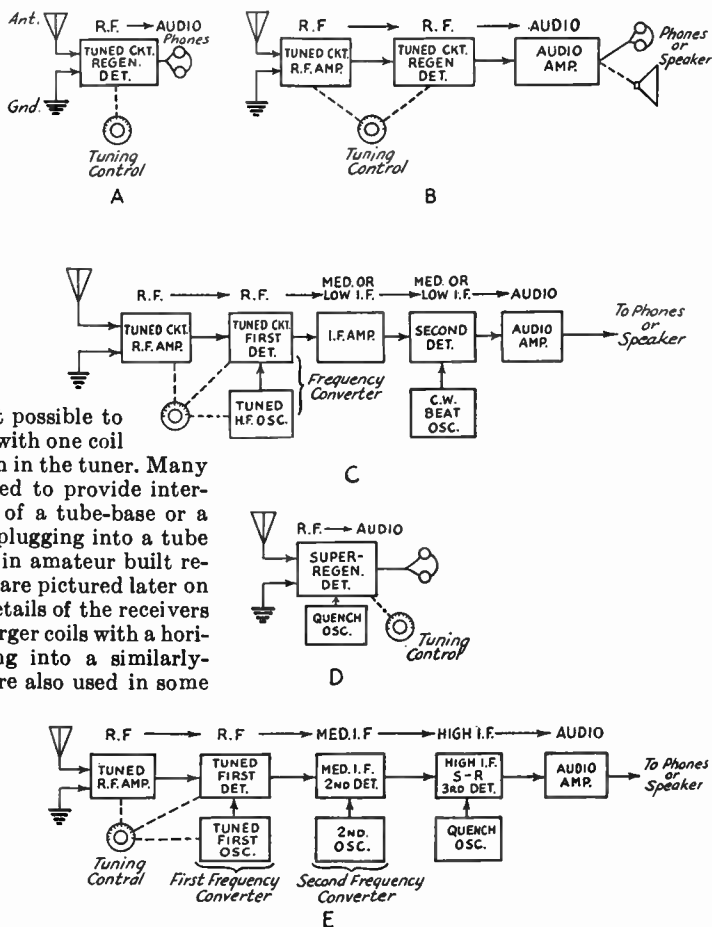 Ant.
R.F. → AUDIO
Phones
TUNED CKT.
REGEN.
DET.
Gnd.
Tuning
Control
A
R.F → R.F. → AUDIO
TUNED CKT.
R.F. AMP.
TUNED CKT.
REGEN
DET.
AUDIO
AMP.
Phones
or
Speaker
Tuning
Control
B
R.F. → R.F. → MED. OR LOW I.F. → MED. OR LOW I.F. → AUDIO
TUNED CKT.
R.F. AMP.
TUNED CKT.
FIRST
DET.
I.F. AMP.
SECOND
DET.
AUDIO
AMP.
To Phones
or
Speaker
TUNED
H.F. OSC.
Frequency
Converter
C.W.
BEAT
OSC.
C
t possible to
with one coil
n in the tuner. Many
ed to provide inter-
of a tube-base or a
plugging into a tube
in amateur built re-
are pictured later on
etails of the receivers
rger coils with a hori-
ng into a similarly-
re also used in some
R.F. → AUDIO
SUPER-
REGEN.
DET.
QUENCH
OSC.
Tuning
Control
D
R.F → R.F → MED. I.F → HIGH I.F. → AUDIO
TUNED
R.F. AMP.
TUNED
FIRST
DET.
MED. I.F.
2ND DET.
HIGH I.F.
S-R
3RD DET.
AUDIO
AMP.
To Phones
or
Speaker
Tuning
Control
TUNED
FIRST
OSC.
2ND.
OSC.
QUENCH
OSC.
First Frequency
Converter
Second Frequency
Converter
E